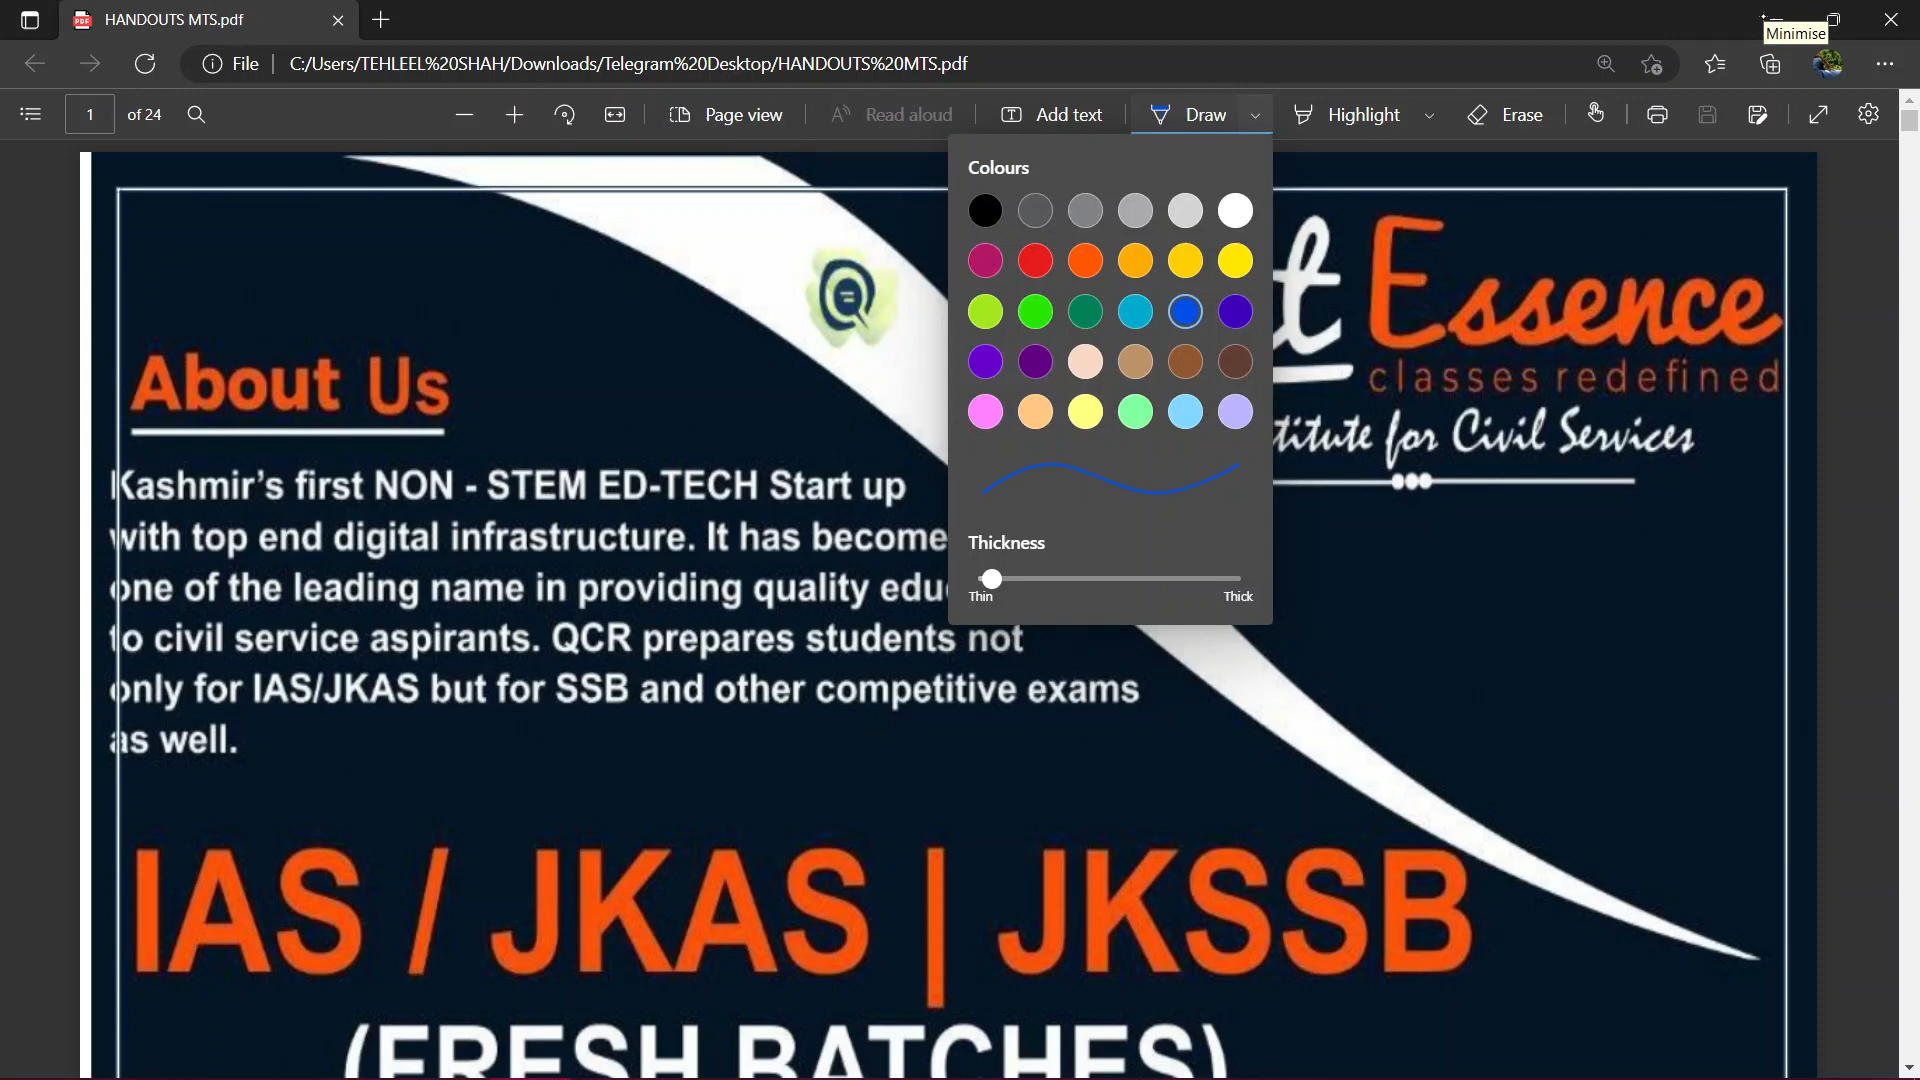 HANDOUTS MTS.pdf
Minimise
File
C:/Users/TEHLEEL%20SHAH/Downloads/Telegram%20Desktop/HANDOUTS%20MTS.pdf
1 of 24
Page view
Read aloud
Add text
Draw
Highlight
Erase
Colours
Thickness
Thin
Thick
Essence
classes redefined
for Civil Services
About Us
Kashmir's first NON - STEM ED-TECH Start up
with top end digital infrastructure. It has become
one of the leading name in providing quality
to civil service aspirants. QCR prepares students not
only for IAS/JKAS but for SSB and other competitive exams
as well.
IAS / JKAS | JKSSB
(FRESH BATCHES)